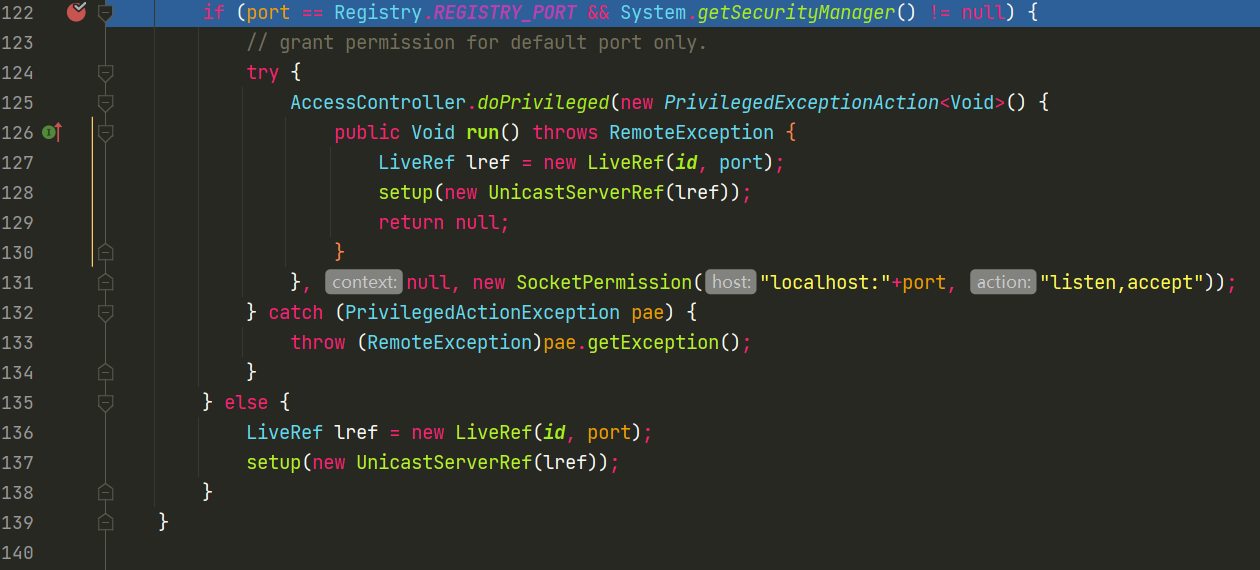 122 if (port == Registry.REGISTRY_PORT && System.getSecurityManager() != null) {
123 // grant permission for default port only.
124 try {
125 AccessController.doPrivileged(new PrivilegedExceptionAction<Void>() {
126 public Void run() throws RemoteException {
127 LiveRef lref = new LiveRef(id, port);
128 setup(new UnicastServerRef(lref));
129 return null;
130 }
131 }, context: null, new SocketPermission( host: "localhost:"+port, action: "listen,accept"));
132 } catch (PrivilegedActionException pae) {
133 throw (RemoteException)pae.getException();
134 }
135 } else {
136 LiveRef lref = new LiveRef(id, port);
137 setup(new UnicastServerRef(lref));
138 }
139 }
140